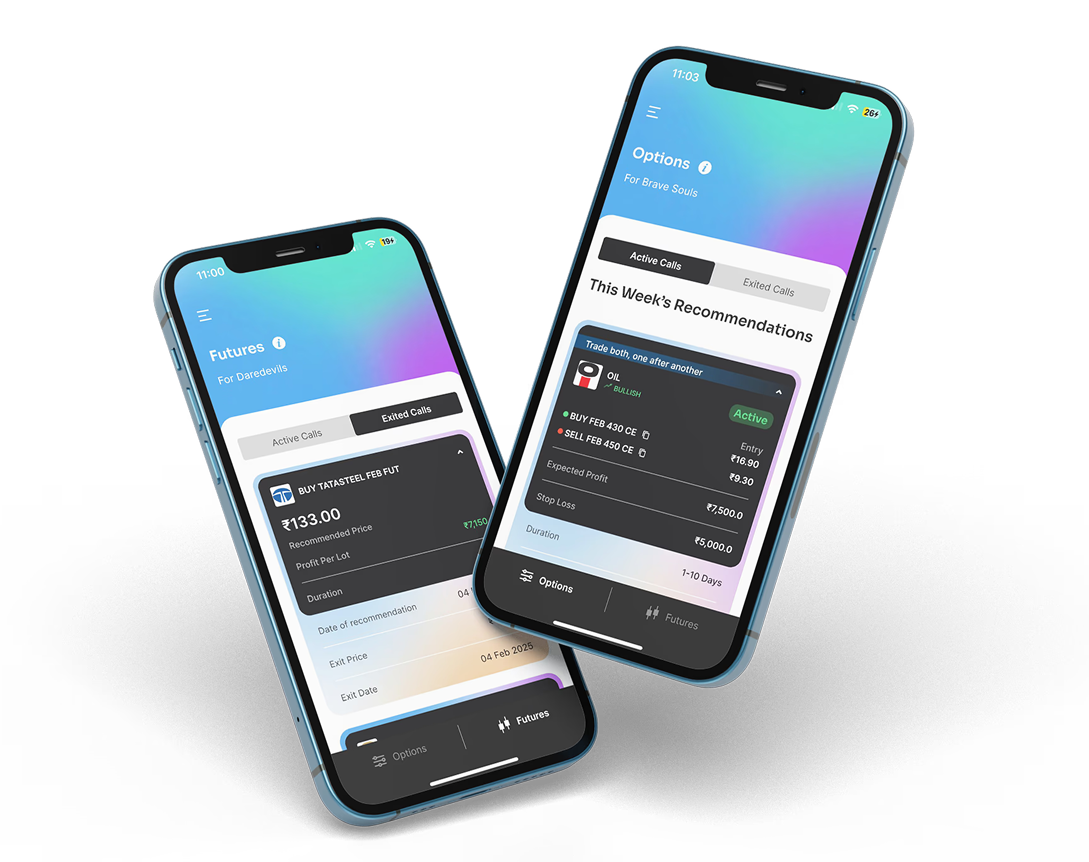 11:00
19
Futures i
For Daredevils
Active Calls
Exited Calls
BUY TATASTEEL FEB FUT
₹133.00
Recommended Price
Profit Per Lot
₹7,150
Duration
Date of recommendation
04
Exit Price
04 Feb 2025
Exit Date
Options
Futures
11:03
26
Options i
For Brave Souls
Active Calls
Exited Calls
This Week's Recommendations
Trade both, one after another
OIL
BULLISH
Active
BUY FEB 430 CE
SELL FEB 450 CE
Entry
₹16.90
₹9.30
Expected Profit
₹7,500.0
Stop Loss
₹5,000.0
Duration
1-10 Days
Options
Futures